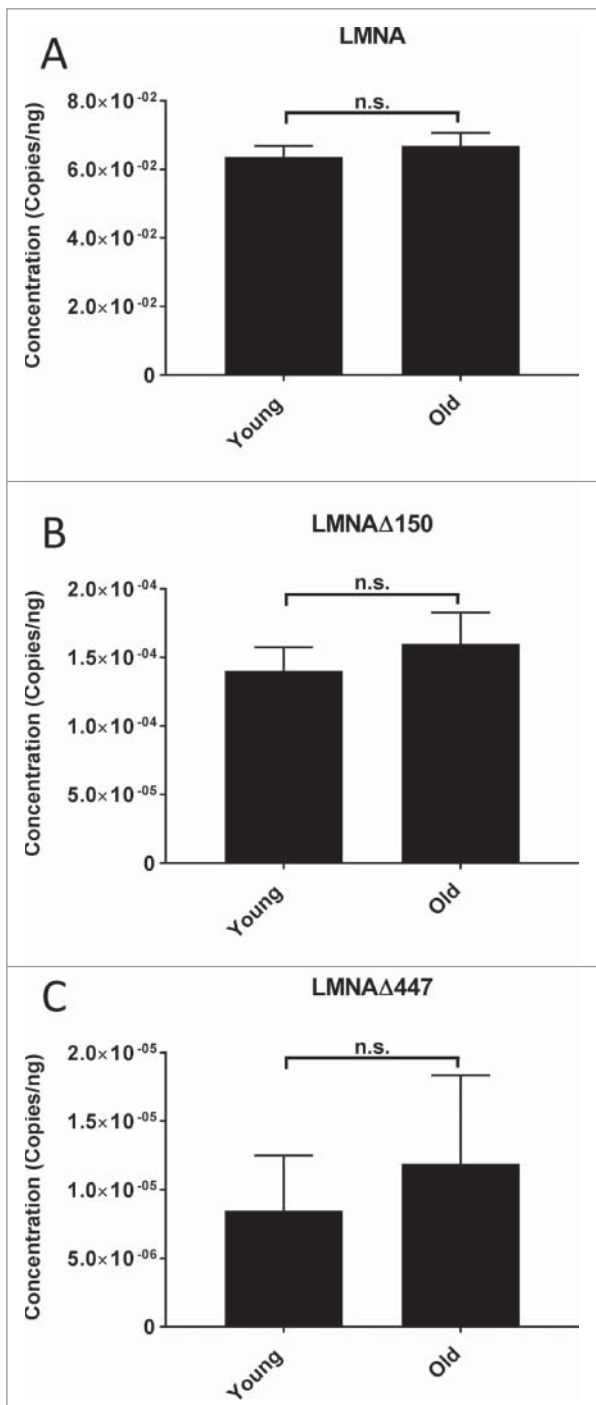 A
LMNA
Concentration (Copies/ng)
8.0×10⁻⁰²
6.0×10⁻⁰²
4.0×10⁻⁰²
2.0×10⁻⁰²
0
n.s.
Young
Old
B
LMNAΔ150
Concentration (Copies/ng)
2.0×10⁻⁰⁴
1.5×10⁻⁰⁴
1.0×10⁻⁰⁴
5.0×10⁻⁰⁵
0
n.s.
Young
Old
C
LMNAΔ447
Concentration (Copies/ng)
2.0×10⁻⁰⁵
1.5×10⁻⁰⁵
1.0×10⁻⁰⁵
5.0×10⁻⁰⁶
0
n.s.
Young
Old